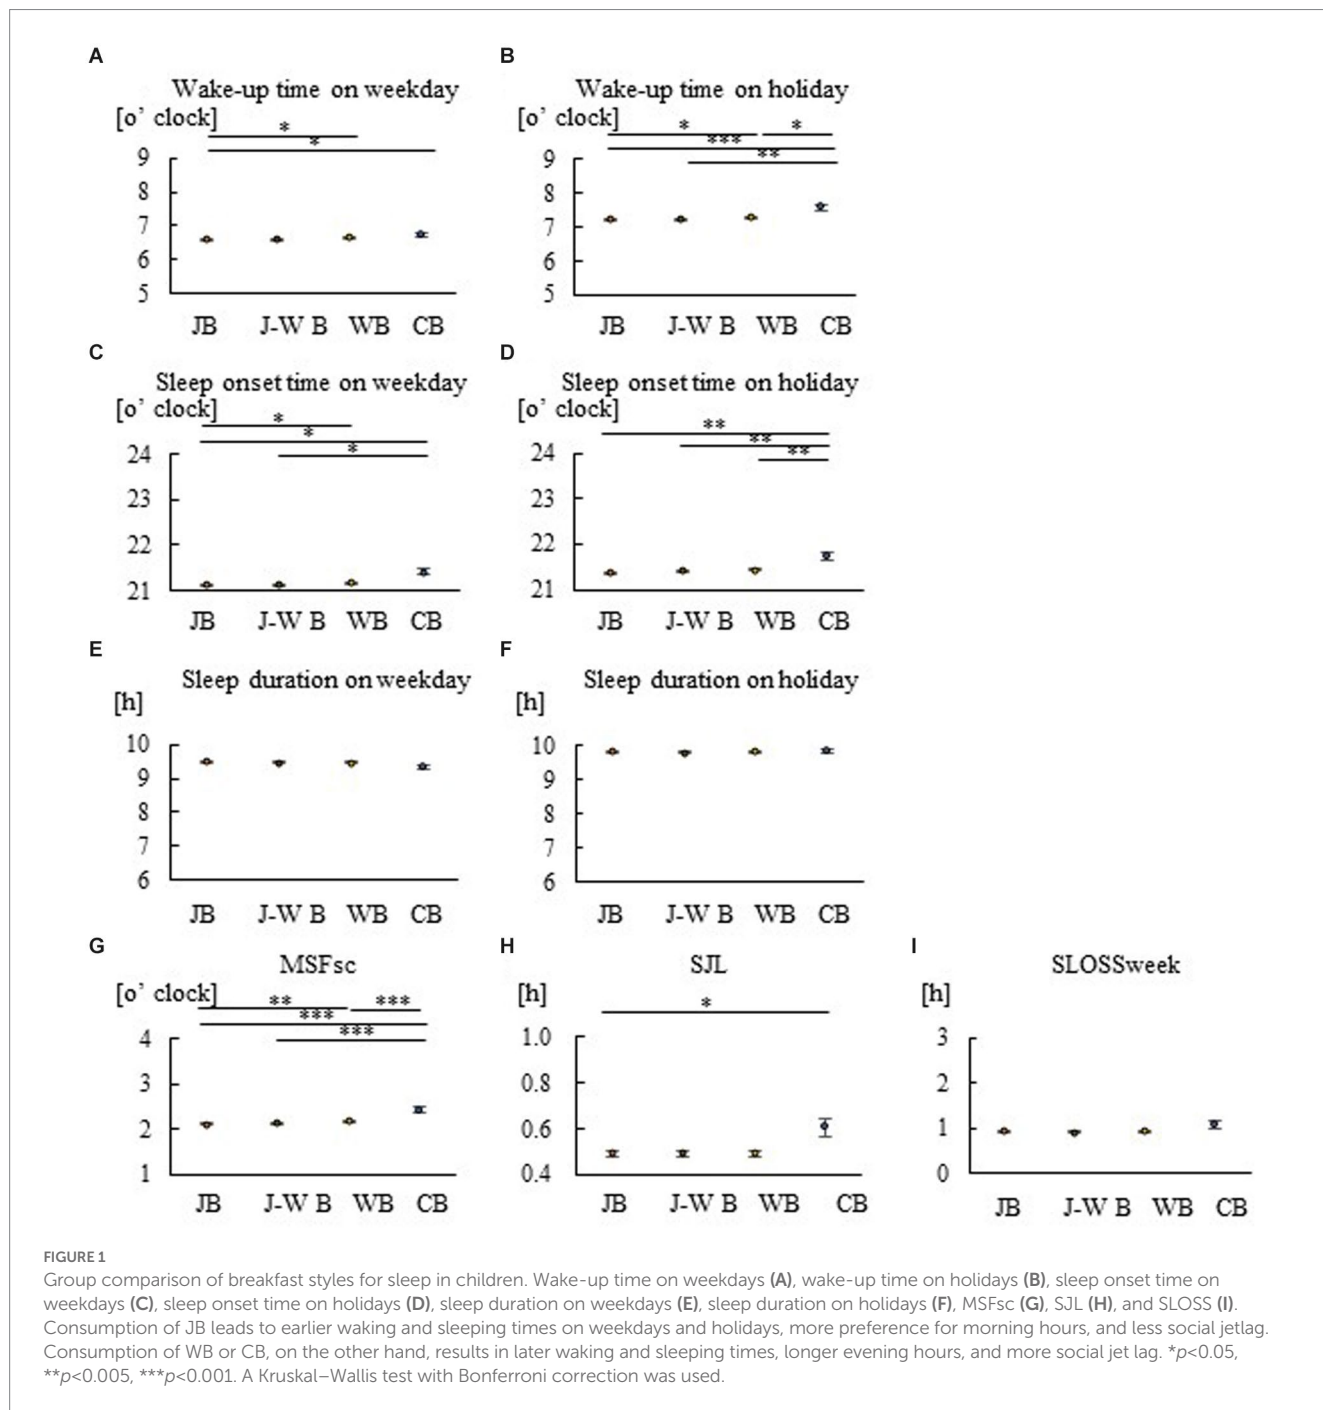 A
Wake-up time on weekday
[o' clock]
*
*
9
8
7
6
5
JB J-W B WB CB
B
Wake-up time on holiday
[o' clock]
* *
***
**
9
8
7
6
5
JB J-W B WB CB
C
Sleep onset time on weekday
[o' clock]
*
*
*
24
23
22
21
JB J-W B WB CB
D
Sleep onset time on holiday
[o' clock]
**
**
**
24
23
22
21
JB J-W B WB CB
E
Sleep duration on weekday
[h]
10
9
8
7
6
JB J-W B WB CB
F
Sleep duration on holiday
[h]
10
9
8
7
6
JB J-W B WB CB
G
MSFsc
[o' clock]
** ***
***
***
4
3
2
1
JB J-W B WB CB
H
SJL
[h]
*
1.0
0.8
0.6
0.4
JB J-W B WB CB
I
SLOSSweek
[h]
3
2
1
0
JB J-W B WB CB
FIGURE 1
Group comparison of breakfast styles for sleep in children. Wake-up time on weekdays (A), wake-up time on holidays (B), sleep onset time on
weekdays (C), sleep onset time on holidays (D), sleep duration on weekdays (E), sleep duration on holidays (F), MSFsc (G), SJL (H), and SLOSS (I).
Consumption of JB leads to earlier waking and sleeping times on weekdays and holidays, more preference for morning hours, and less social jetlag.
Consumption of WB or CB, on the other hand, results in later waking and sleeping times, longer evening hours, and more social jet lag. *p<0.05,
**p<0.005, ***p<0.001. A Kruskal–Wallis test with Bonferroni correction was used.